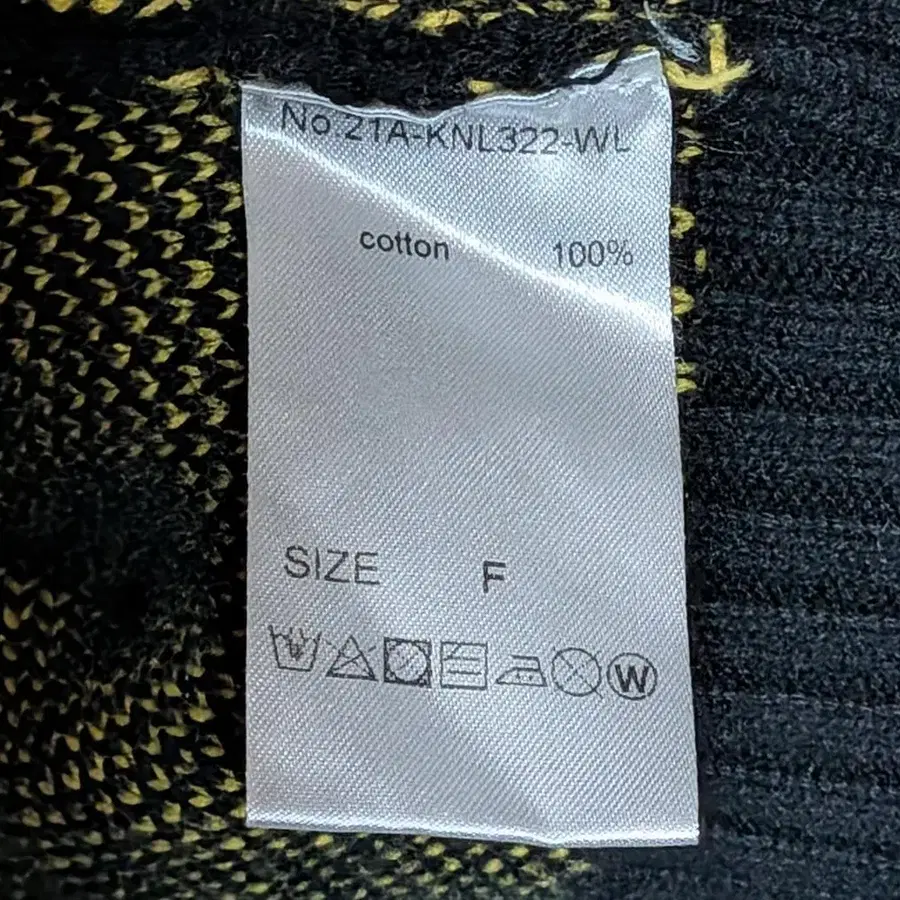 No.21A-KNL322-WL
cotton 100%
SIZE F
W